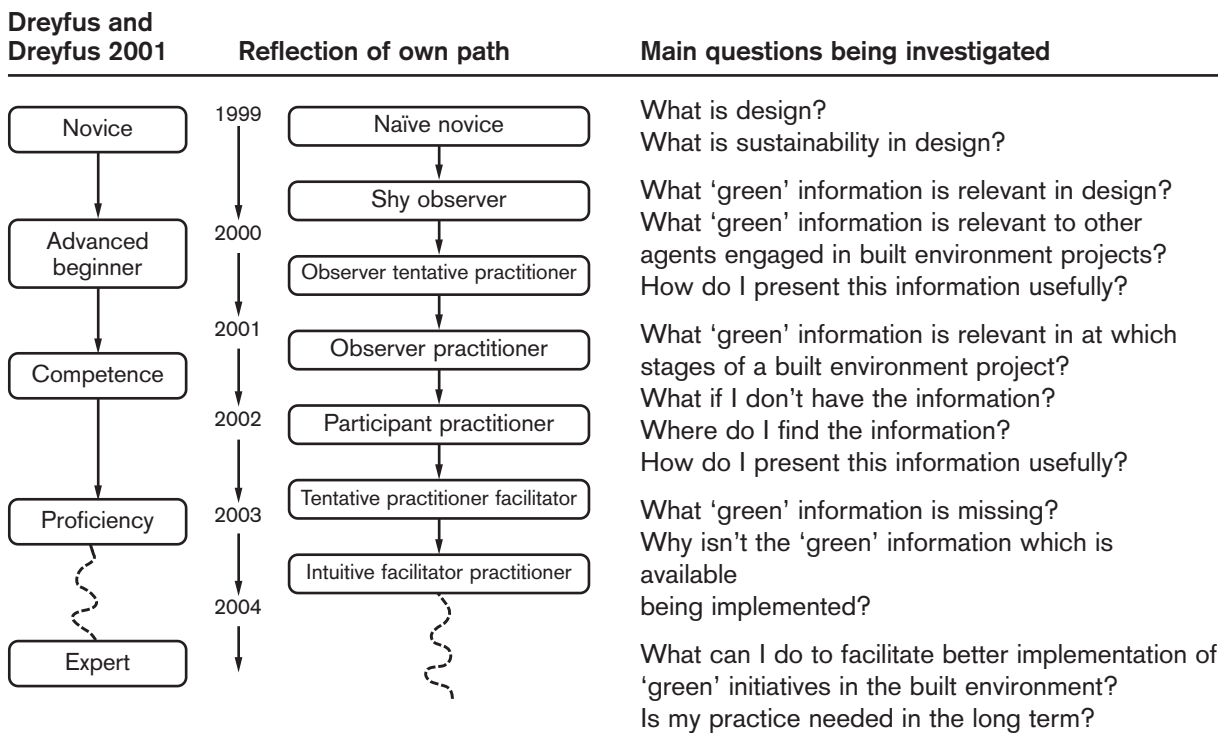 Dreyfus and
Dreyfus 2001
Reflection of own path
Main questions being investigated
Novice
Advanced
beginner
Competence
Proficiency
Expert
1999
2000
2001
2002
2003
2004
Naïve novice
Shy observer
Observer tentative practitioner
Observer practitioner
Participant practitioner
Tentative practitioner facilitator
Intuitive facilitator practitioner
What is design?
What is sustainability in design?
What ‘green’ information is relevant in design?
What ‘green’ information is relevant to other
agents engaged in built environment projects?
How do I present this information usefully?
What ‘green’ information is relevant in at which
stages of a built environment project?
What if I don’t have the information?
Where do I find the information?
How do I present this information usefully?
What ‘green’ information is missing?
Why isn’t the ‘green’ information which is
available
being implemented?
What can I do to facilitate better implementation of
‘green’ initiatives in the built environment?
Is my practice needed in the long term?